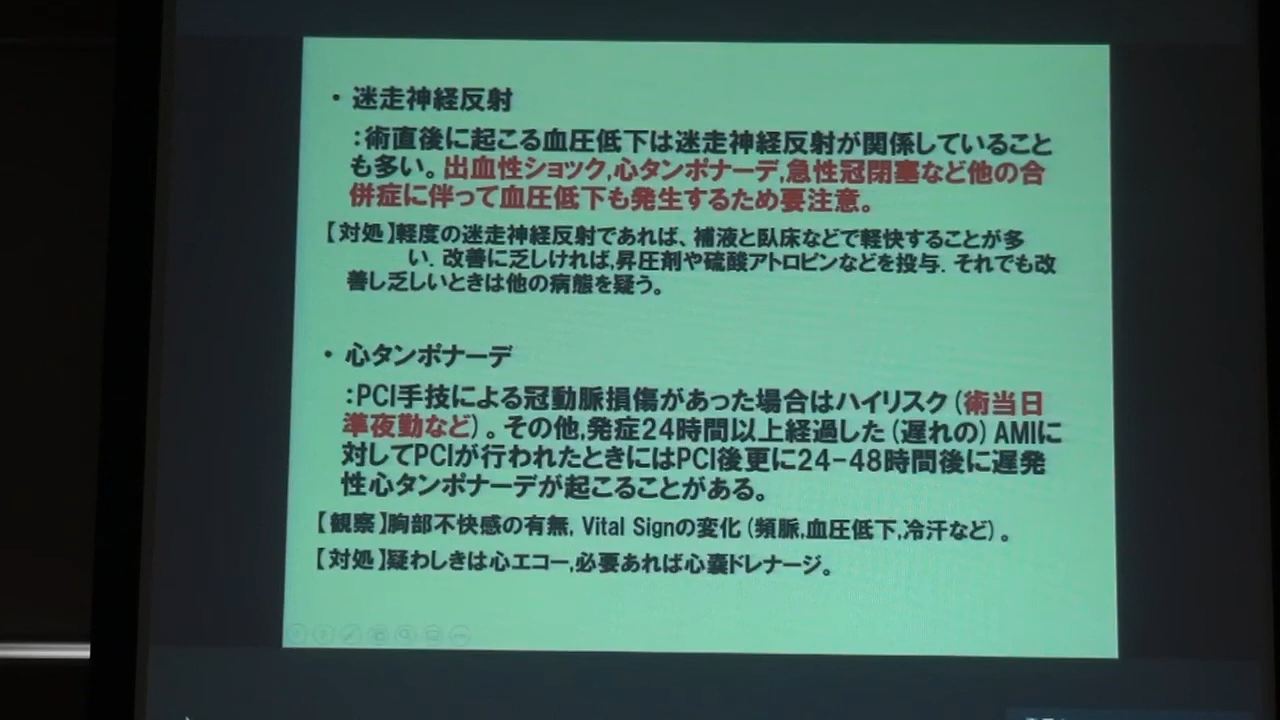 ・ 迷走神経反射
：術直後に起こる血圧低下は迷走神経反射が関係していること
も多い。出血性ショック,心タンポナーデ,急性冠閉塞など他の合
併症に伴って血圧低下も発生するため要注意。
【対処】軽度の迷走神経反射であれば、補液と臥床などで軽快することが多
い. 改善に乏しければ,昇圧剤や硫酸アトロピンなどを投与. それでも改
善し乏しいときは他の病態を疑う。
・ 心タンポナーデ
：PCI手技による冠動脈損傷があった場合はハイリスク(術当日
準夜勤など)。その他,発症24時間以上経過した(遅れの)AMIに
対してPCIが行われたときにはPCI後更に24-48時間後に遅発
性心タンポナーデが起こることがある。
【観察】胸部不快感の有無, Vital Signの変化(頻脈,血圧低下,冷汗など)。
【対処】疑わしきは心エコー,必要あれば心嚢ドレナージ。